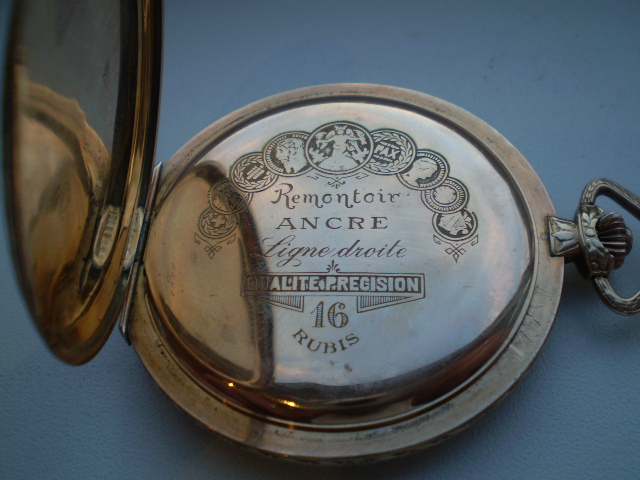 Remontoir
ANCRE
Ligne droite
QUALITE PRECISION
16
RUBIS